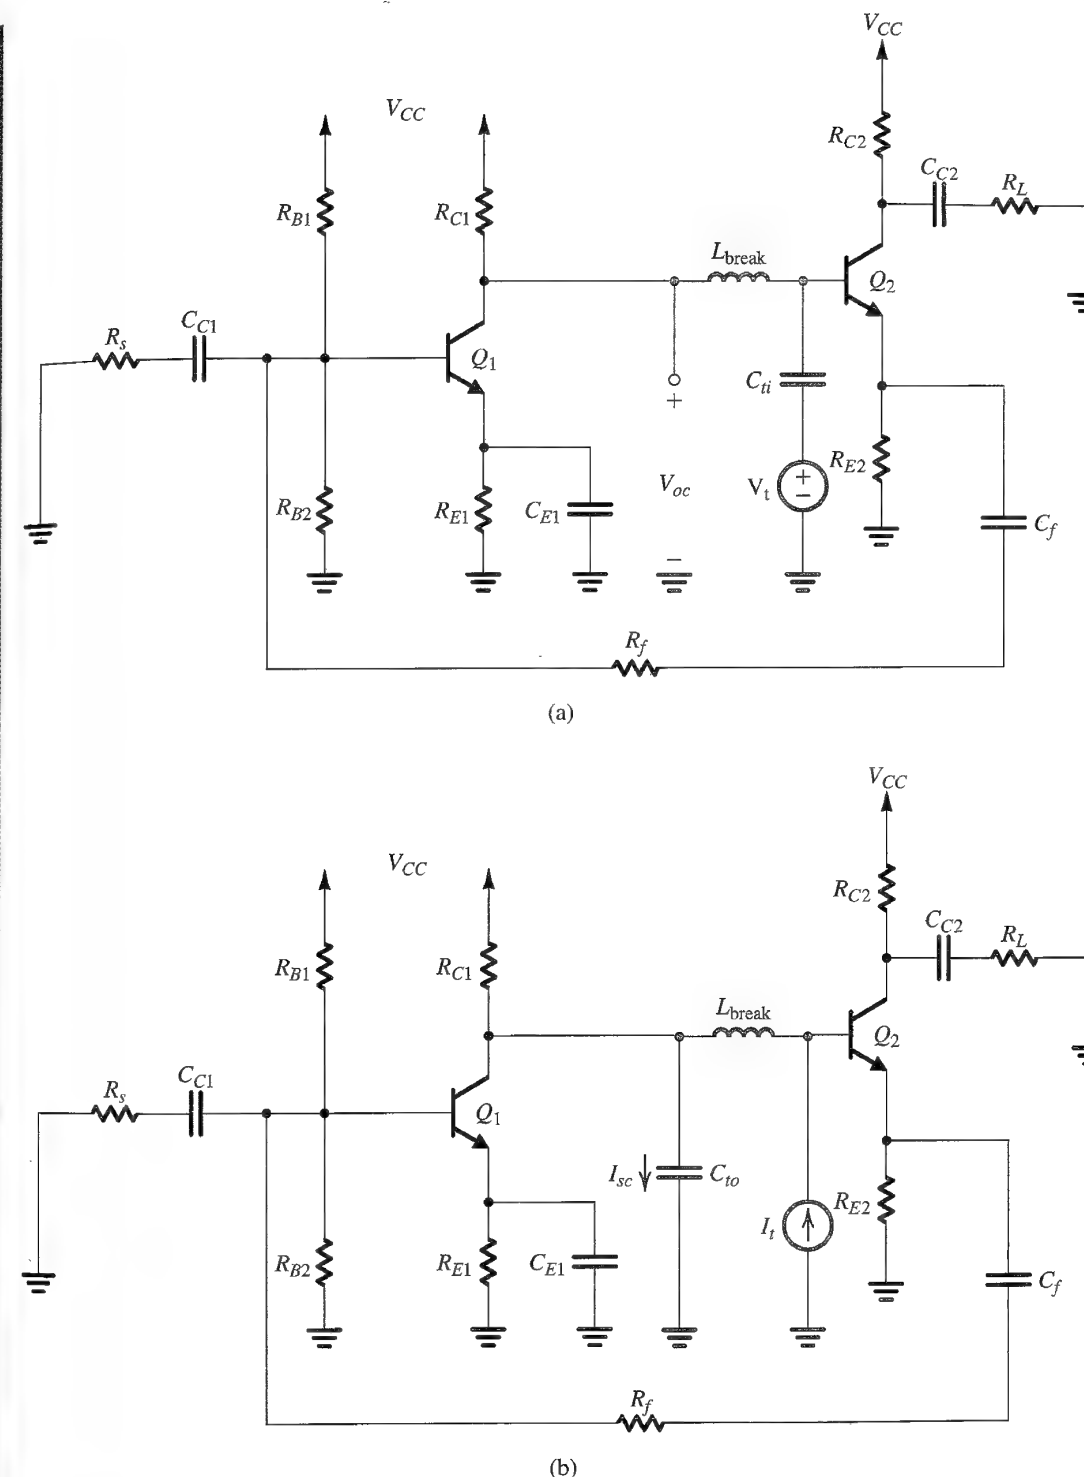 V_CC
R_C2
C_C2
R_L
V_CC
R_B1
R_C1
L_break
Q_2
R_s
C_C1
Q_1
C_ti
+
R_B2
R_E1
C_E1
V_oc
V_t
+
−
R_E2
C_f
−
R_f
(a)
V_CC
R_C2
C_C2
R_L
V_CC
R_B1
R_C1
L_break
Q_2
R_s
C_C1
Q_1
I_sc
C_to
R_E2
I_t
R_B2
R_E1
C_E1
C_f
R_f
(b)